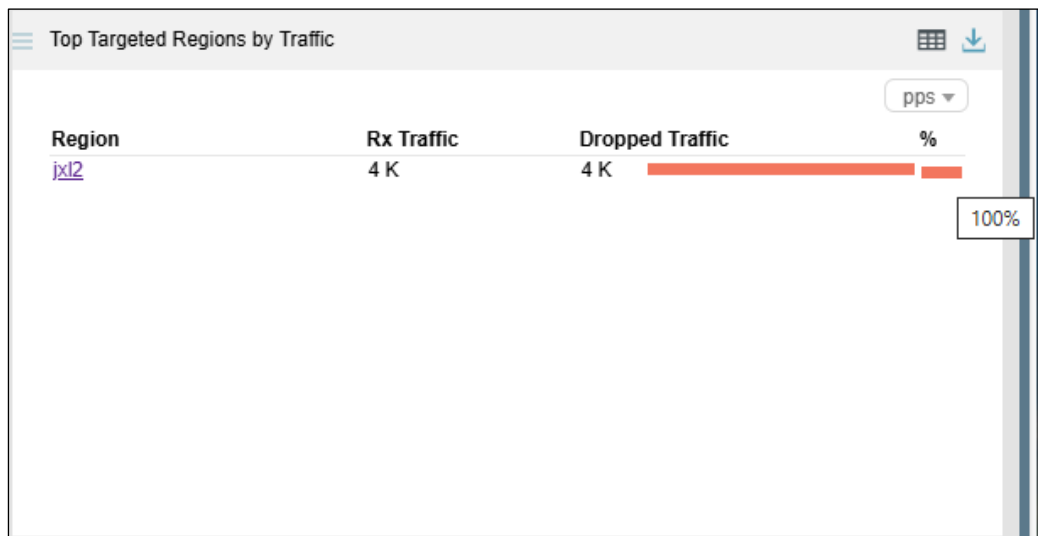 Top Targeted Regions by Traffic
pps
Region Rx Traffic Dropped Traffic %
jxl2 4 K 4 K
100%